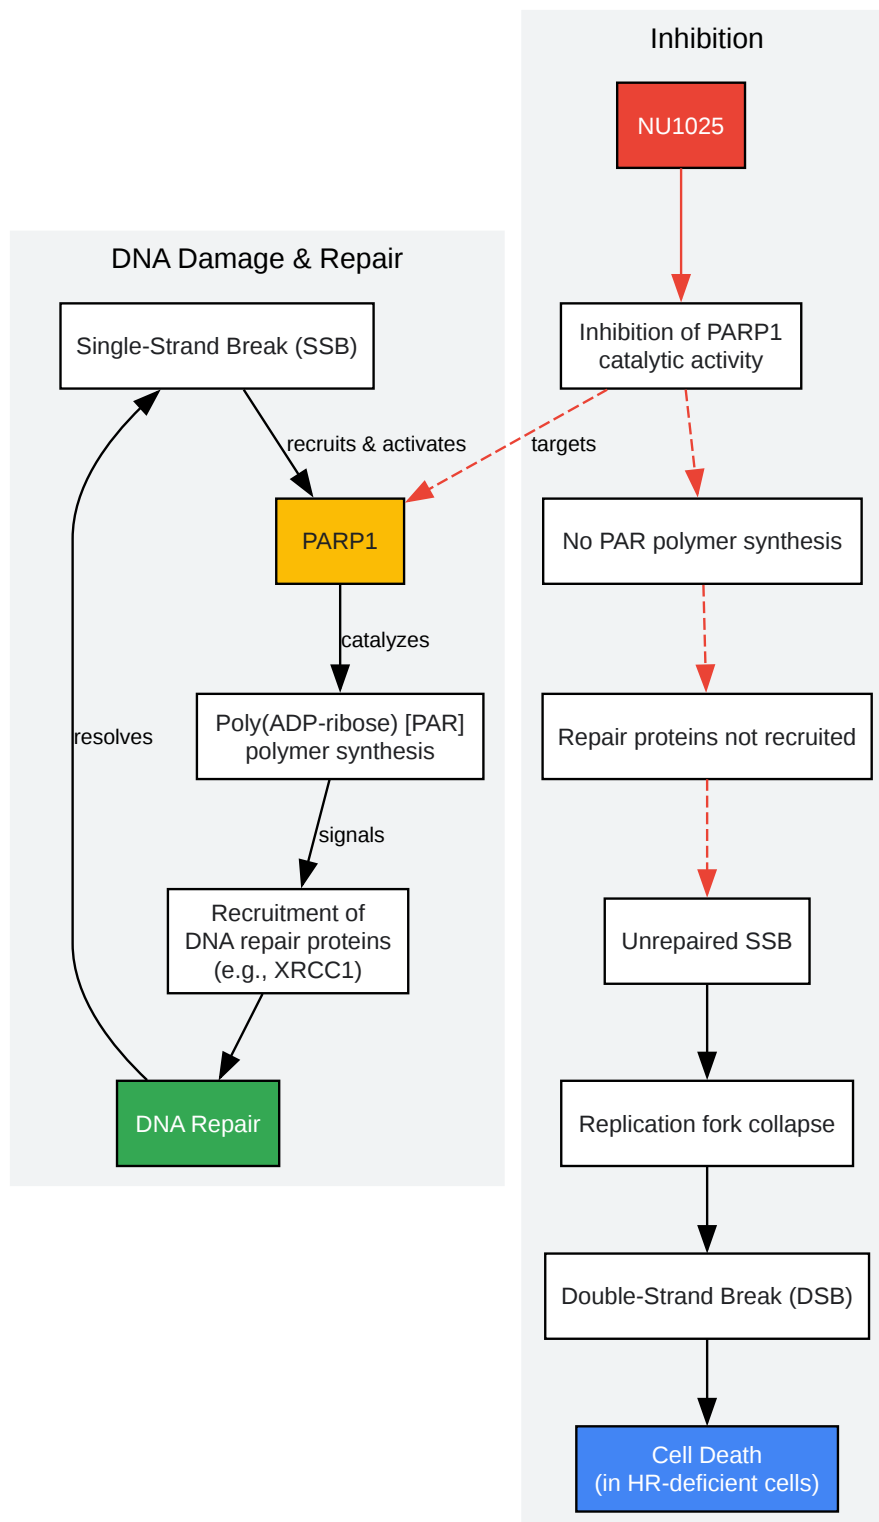 DNA Damage & Repair
Single-Strand Break (SSB)
recruits & activates
PARP1
catalyzes
Poly(ADP-ribose) [PAR]
polymer synthesis
resolves
signals
Recruitment of
DNA repair proteins
(e.g., XRCC1)
DNA Repair
Inhibition
NU1025
Inhibition of PARP1
catalytic activity
targets
No PAR polymer synthesis
Repair proteins not recruited
Unrepaired SSB
Replication fork collapse
Double-Strand Break (DSB)
Cell Death
(in HR-deficient cells)